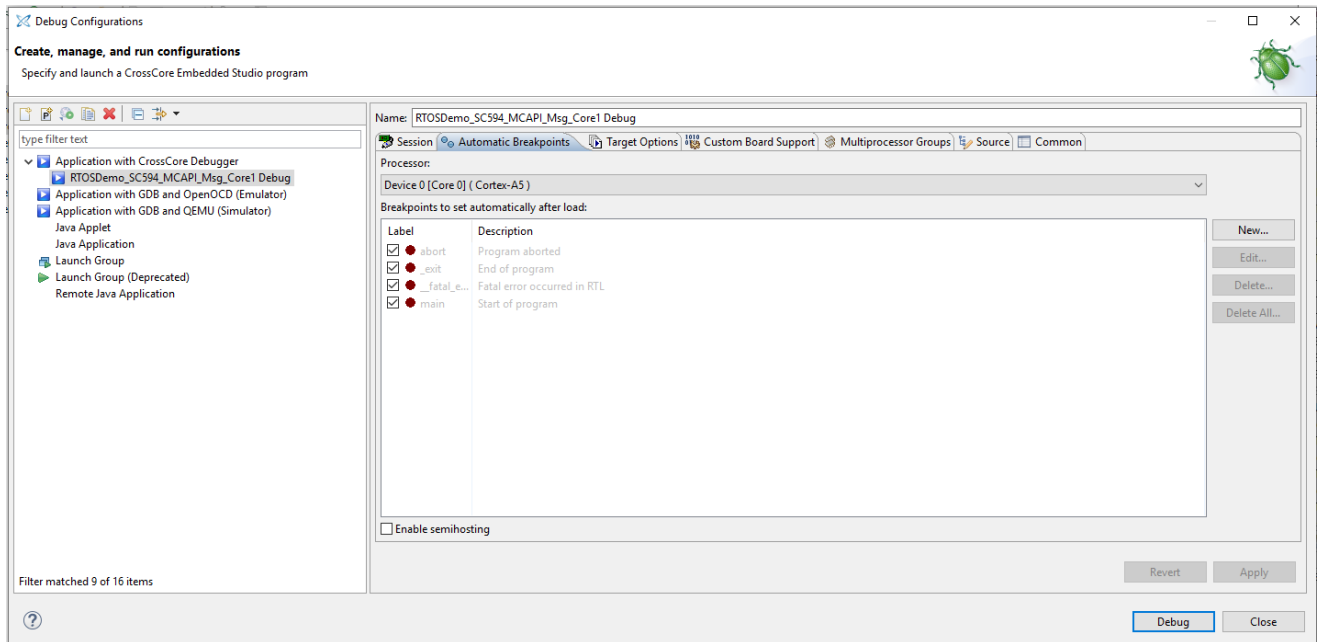 Debug Configurations
Create, manage, and run configurations
Specify and launch a CrossCore Embedded Studio program
type filter text
Application with CrossCore Debugger
RTOSDemo_SC594_MCAPI_Msg_Core1 Debug
Application with GDB and OpenOCD (Emulator)
Application with GDB and QEMU (Simulator)
Java Applet
Java Application
Launch Group
Launch Group (Deprecated)
Remote Java Application
Filter matched 9 of 16 items
Name: RTOSDemo_SC594_MCAPI_Msg_Core1 Debug
Session Automatic Breakpoints Target Options Custom Board Support Multiprocessor Groups Source Common
Processor:
Device 0 [Core 0] ( Cortex-A5 )
Breakpoints to set automatically after load:
Label Description
abort Program aborted
_exit End of program
__fatal_e... Fatal error occurred in RTL
main Start of program
New...
Edit...
Delete...
Delete All...
Enable semihosting
Revert Apply
Debug Close